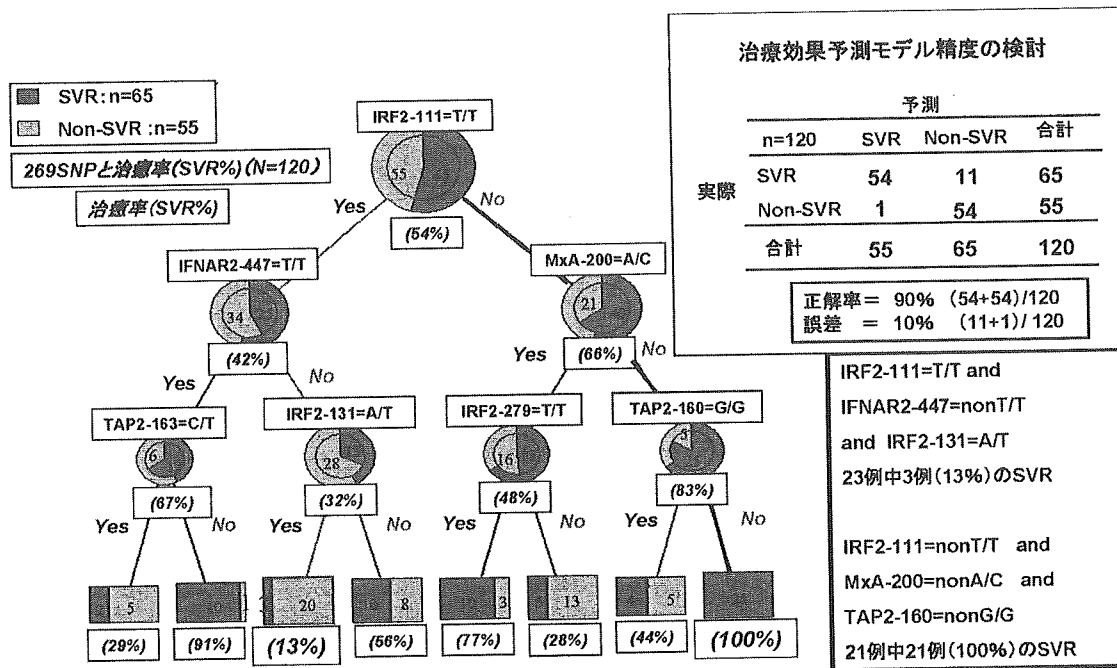 SVR:n=65
Non-SVR :n=55
269SNPと治療率(SVR%)(N=120)
治療率(SVR%)
IRF2-111=T/T
55
Yes
No
(54%)
IFNAR2-447=T/T
34
(42%)
Yes
No
MxA-200=A/C
21
(66%)
Yes
No
TAP2-163=C/T
6
(67%)
Yes
No
IRF2-131=A/T
28
(32%)
Yes
No
IRF2-279=T/T
16
(48%)
Yes
No
TAP2-160=G/G
5
(83%)
Yes
No
5
1
20
8
3
13
5
(29%)
(91%)
(13%)
(56%)
(77%)
(28%)
(44%)
(100%)
治療効果予測モデル精度の検討
予測
n=120 SVR Non-SVR 合計
実際
SVR 54 11 65
Non-SVR 1 54 55
合計 55 65 120
正解率= 90% (54+54)/120
誤差 = 10% (11+1)/120
IRF2-111=T/T and
IFNAR2-447=nonT/T
and IRF2-131=A/T
23例中3例(13%)のSVR
IRF2-111=nonT/T and
MxA-200=nonA/C and
TAP2-160=nonG/G
21例中21例(100%)のSVR